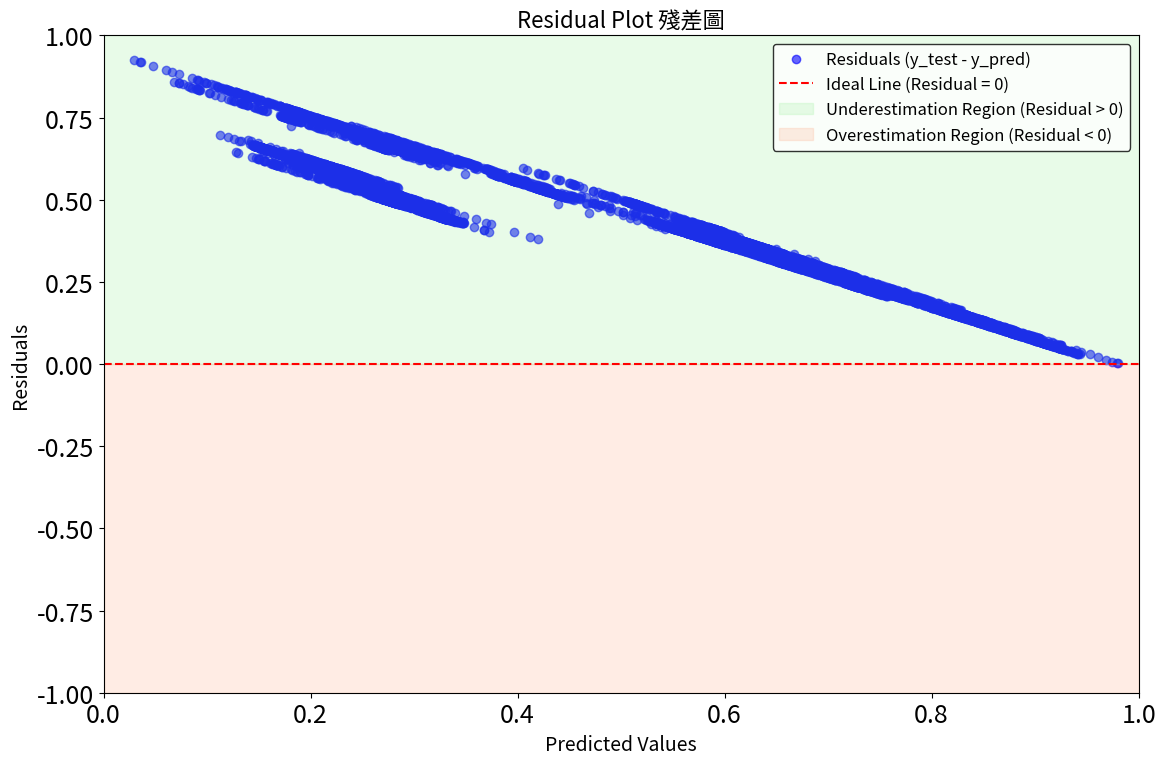 Residual Plot 殘差圖
Residuals (y_test - y_pred)
Ideal Line (Residual = 0)
Underestimation Region (Residual > 0)
Overestimation Region (Residual < 0)
1.00
0.75
0.50
0.25
0.00
-0.25
-0.50
-0.75
-1.00
Residuals
0.0 0.2 0.4 0.6 0.8 1.0
Predicted Values